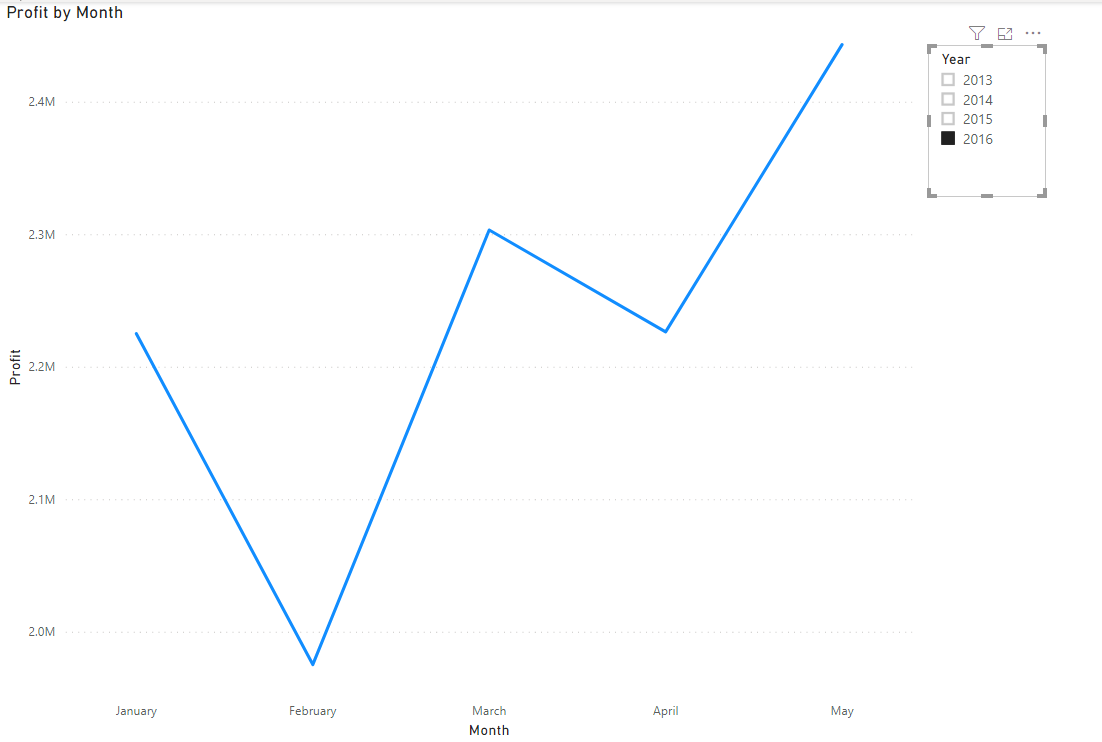 Profit by Month
Year
2013
2014
2015
2016
2.4M
2.3M
2.2M
2.1M
2.0M
Profit
January February March April May
Month